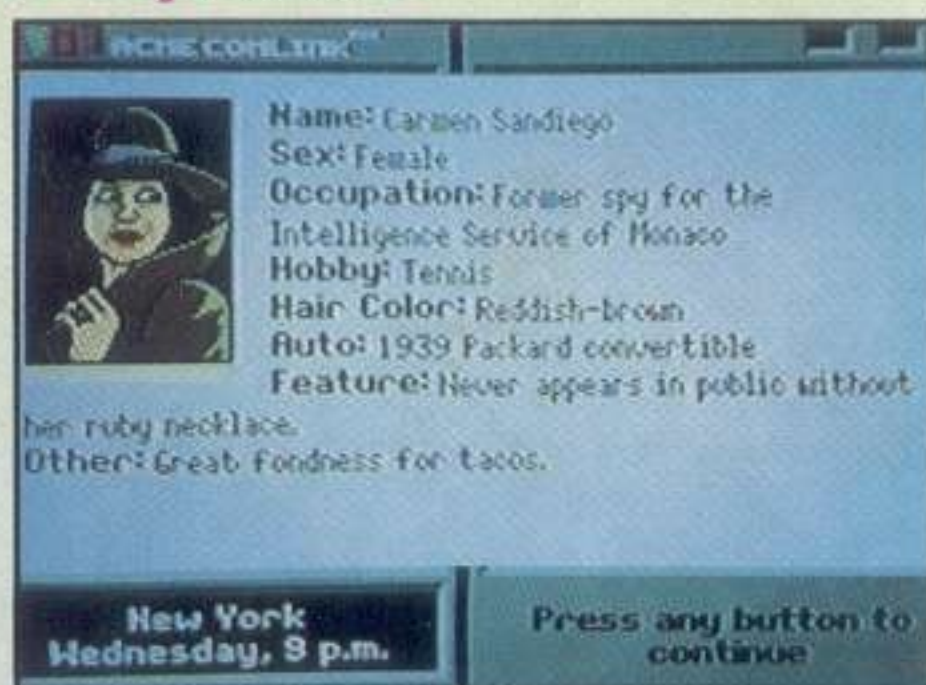 ACME COMLINK™
Name: Carmen Sandiego
Sex: Female
Occupation: Former spy for the
Intelligence Service of Monaco
Hobby: Tennis
Hair Color: Reddish-brown
Auto: 1939 Packard convertible
Feature: Never appears in public without
her ruby necklace.
Other: Great fondness for tacos.
New York
Wednesday, 9 p.m.
Press any button to
continue